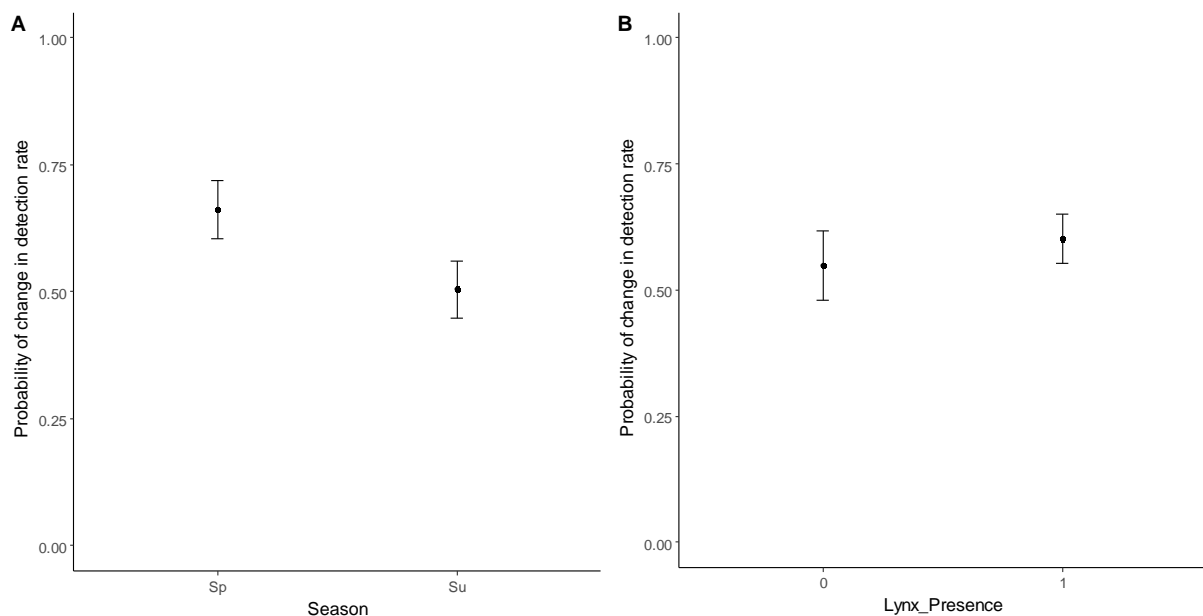 A
Probability of change in detection rate
1.00
0.75
0.50
0.25
0.00
Sp
Su
Season
B
Probability of change in detection rate
1.00
0.75
0.50
0.25
0.00
0
1
Lynx_Presence